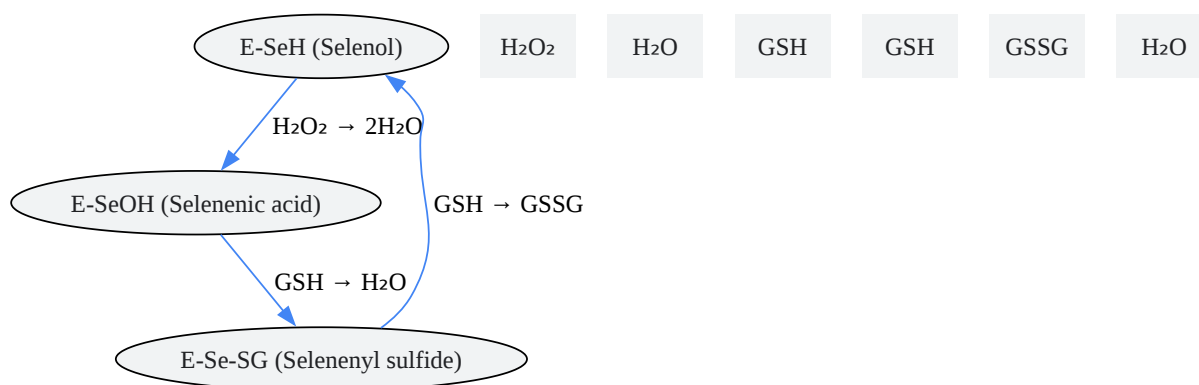 E-SeH (Selenol)
H₂O₂
H₂O
GSH
GSH
GSSG
H₂O
H₂O₂ → 2H₂O
E-SeOH (Selenenic acid)
GSH → GSSG
GSH → H₂O
E-Se-SG (Selenenyl sulfide)